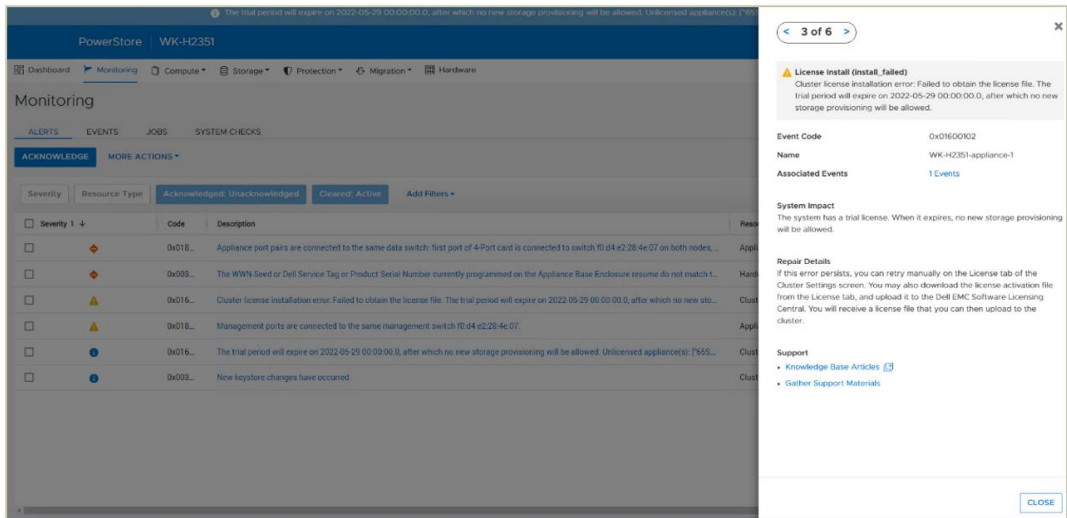 The trial period will expire on 2022-05-29 00:00:00.0, after which no new storage provisioning will be allowed. Unlicensed appliance(s): ["65S
PowerStore WK-H2351
Dashboard Monitoring Compute Storage Protection Migration Hardware
Monitoring
ALERTS EVENTS JOBS SYSTEM CHECKS
ACKNOWLEDGE MORE ACTIONS
Severity Resource Type Acknowledged: Unacknowledged Cleared: Active Add Filters
Severity 1 Code Description Reso
0x018... Appliance port pairs are connected to the same data switch: first port of 4-Port card is connected to switch f0:d4:e2:28:4e:07 on both nodes, ... Appli
0x003... The WWN-Seed or Dell Service Tag or Product Serial Number currently programmed on the Appliance Base Enclosure resume do not match t... Hard
0x016... Cluster license installation error: Failed to obtain the license file. The trial period will expire on 2022-05-29 00:00:00.0, after which no new sto... Clust
0x018... Management ports are connected to the same management switch f0:d4:e2:28:4e:07. Appli
0x016... The trial period will expire on 2022-05-29 00:00:00.0, after which no new storage provisioning will be allowed. Unlicensed appliance(s): ["65S... Clust
0x003... New keystore changes have occurred. Clust
< 3 of 6 >
License Install (install_failed)
Cluster license installation error: Failed to obtain the license file. The
trial period will expire on 2022-05-29 00:00:00.0, after which no new
storage provisioning will be allowed.
Event Code 0x01600102
Name WK-H2351-appliance-1
Associated Events 1 Events
System Impact
The system has a trial license. When it expires, no new storage provisioning
will be allowed.
Repair Details
If this error persists, you can retry manually on the License tab of the
Cluster Settings screen. You may also download the license activation file
from the License tab, and upload it to the Dell EMC Software Licensing
Central. You will receive a license file that you can then upload to the
cluster.
Support
• Knowledge Base Articles
• Gather Support Materials
CLOSE